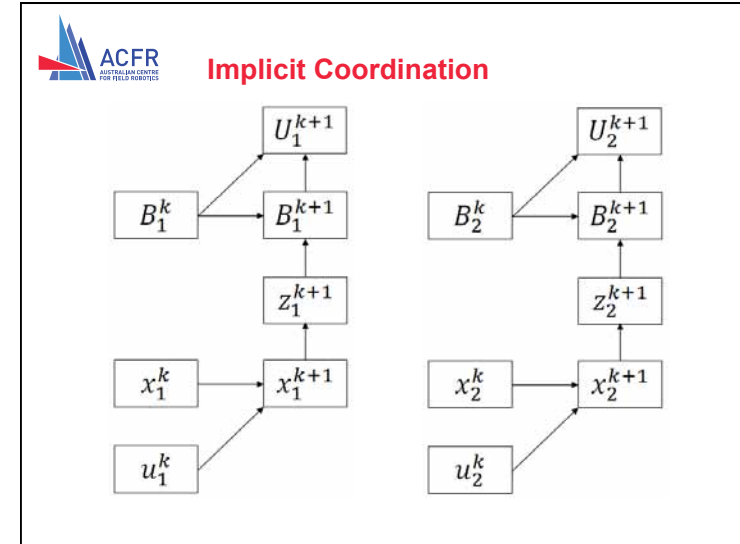 ACFR
AUSTRALIAN CENTRE
FOR FIELD ROBOTICS
Implicit Coordination
U_1^{k+1}
B_1^k
B_1^{k+1}
z_1^{k+1}
x_1^k
x_1^{k+1}
u_1^k
U_2^{k+1}
B_2^k
B_2^{k+1}
z_2^{k+1}
x_2^k
x_2^{k+1}
u_2^k